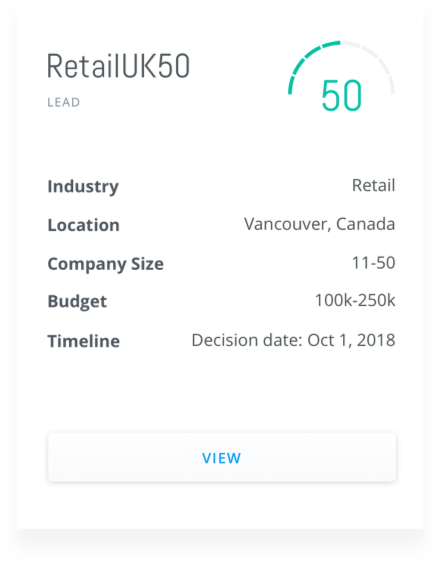 RetailUK50
LEAD
50
Industry Retail
Location Vancouver, Canada
Company Size 11-50
Budget 100k-250k
Timeline Decision date: Oct 1, 2018
VIEW